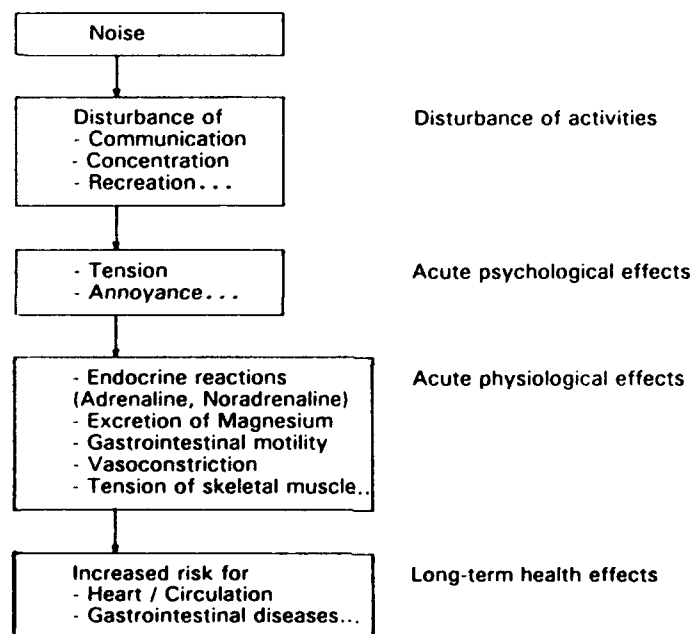 Noise
Disturbance of
- Communication
- Concentration
- Recreation...
Disturbance of activities
- Tension
- Annoyance...
Acute psychological effects
- Endocrine reactions
(Adrenaline, Noradrenaline)
- Excretion of Magnesium
- Gastrointestinal motility
- Vasoconstriction
- Tension of skeletal muscle..
Acute physiological effects
Increased risk for
- Heart / Circulation
- Gastrointestinal diseases...
Long-term health effects